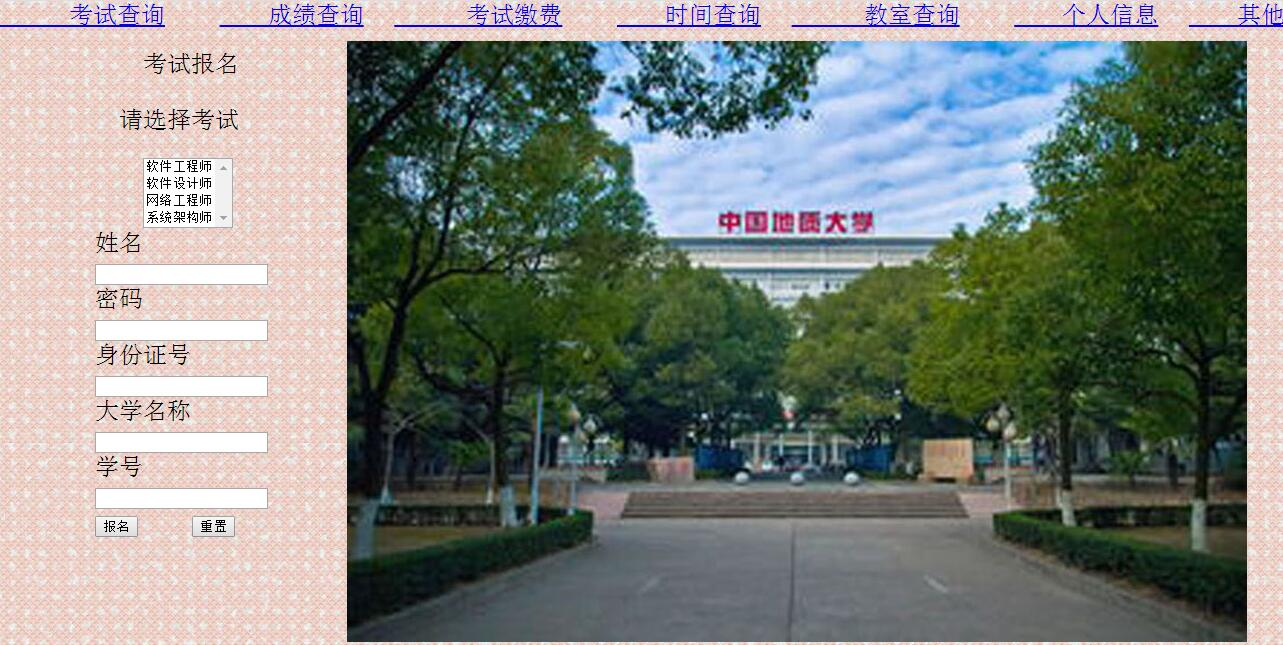 考试查询 成绩查询 考试缴费 时间查询 教室查询 个人信息 其他
考试报名
请选择考试
软件工程师
软件设计师
网络工程师
系统架构师
姓名
密码
身份证号
大学名称
学号
报名 重置
中国地质大学